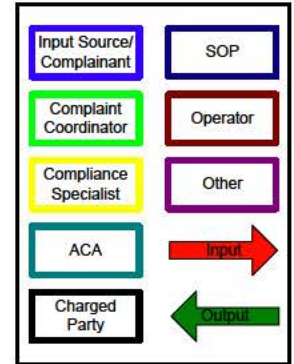 Input Source/
Complainant
SOP
Complaint
Coordinator
Operator
Compliance
Specialist
Other
ACA
Input
Charged
Party
Output